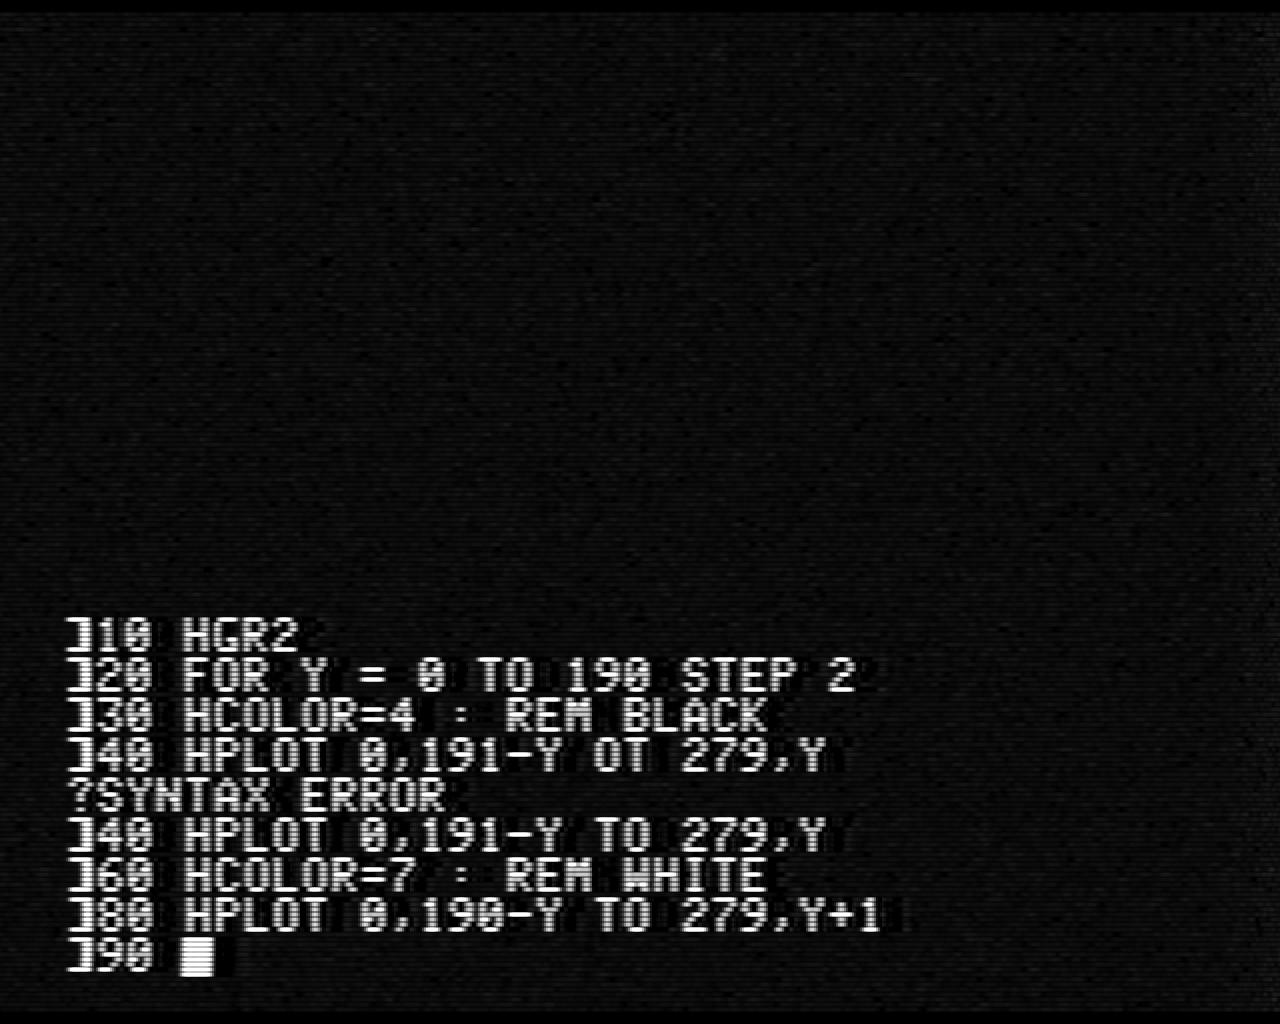 ]10 HGR2
]20 FOR Y = 0 TO 190 STEP 2
]30 HCOLOR=4 : REM BLACK
]40 HPLOT 0,191-Y OT 279,Y
?SYNTAX ERROR
]40 HPLOT 0,191-Y TO 279,Y
]60 HCOLOR=7 : REM WHITE
]80 HPLOT 0,190-Y TO 279,Y+1
]90